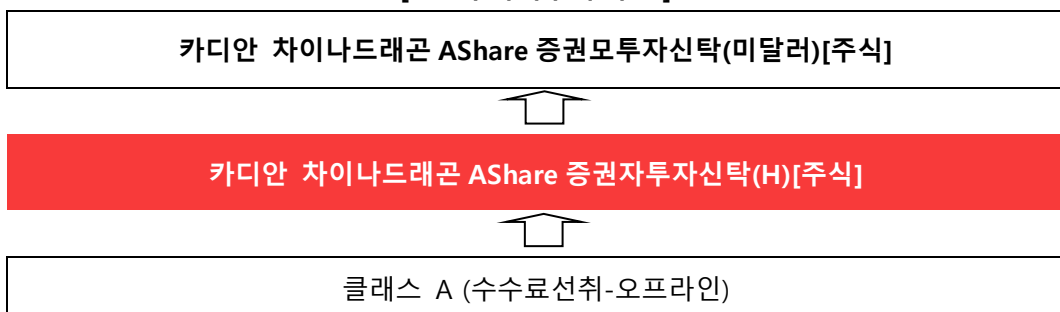 카디안 차이나드래곤 AShare 증권모투자신탁(미달러)[주식]
카디안 차이나드래곤 AShare 증권자투자신탁(H)[주식]
클래스 A (수수료선취-오프라인)